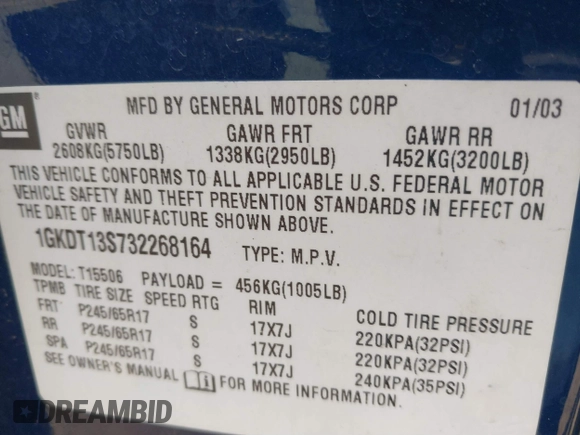 GM
®
MFD BY GENERAL MOTORS CORP 01/03
GVWR GAWR FRT GAWR RR
2608KG(5750LB) 1338KG(2950LB) 1452KG(3200LB)
THIS VEHICLE CONFORMS TO ALL APPLICABLE U.S. FEDERAL MOTOR
VEHICLE SAFETY AND THEFT PREVENTION STANDARDS IN EFFECT ON
THE DATE OF MANUFACTURE SHOWN ABOVE.
1GKDT13S732268164 TYPE: M.P.V.
MODEL: T15506 PAYLOAD = 456KG(1005LB)
TPMB TIRE SIZE SPEED RTG RIM COLD TIRE PRESSURE
FRT P245/65R17 S 17X7J 220KPA(32PSI)
RR P245/65R17 S 17X7J 220KPA(32PSI)
SPA P245/65R17 S 17X7J 240KPA(35PSI)
SEE OWNER'S MANUAL FOR MORE INFORMATION.
DREAMBID